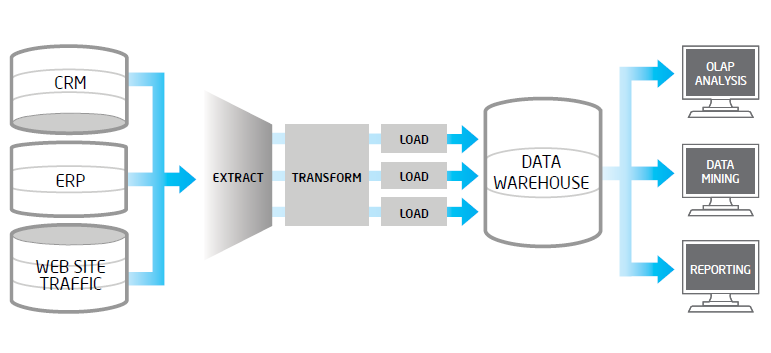 CRM
ERP
WEB SITE
TRAFFIC
EXTRACT
TRANSFORM
LOAD
LOAD
LOAD
DATA
WAREHOUSE
OLAP
ANALYSIS
DATA
MINING
REPORTING